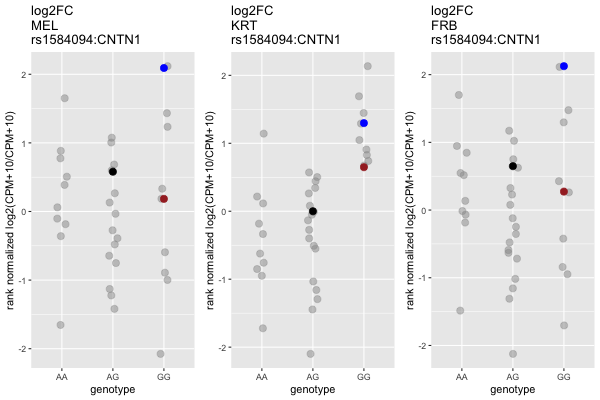 log2FC
MEL
rs1584094:CNTN1
rank normalized log2(CPM+10/CPM+10)
2
1
0
-1
-2
AA
AG
GG
genotype
log2FC
KRT
rs1584094:CNTN1
rank normalized log2(CPM+10/CPM+10)
2
1
0
-1
-2
AA
AG
GG
genotype
log2FC
FRB
rs1584094:CNTN1
rank normalized log2(CPM+10/CPM+10)
2
1
0
-1
-2
AA
AG
GG
genotype